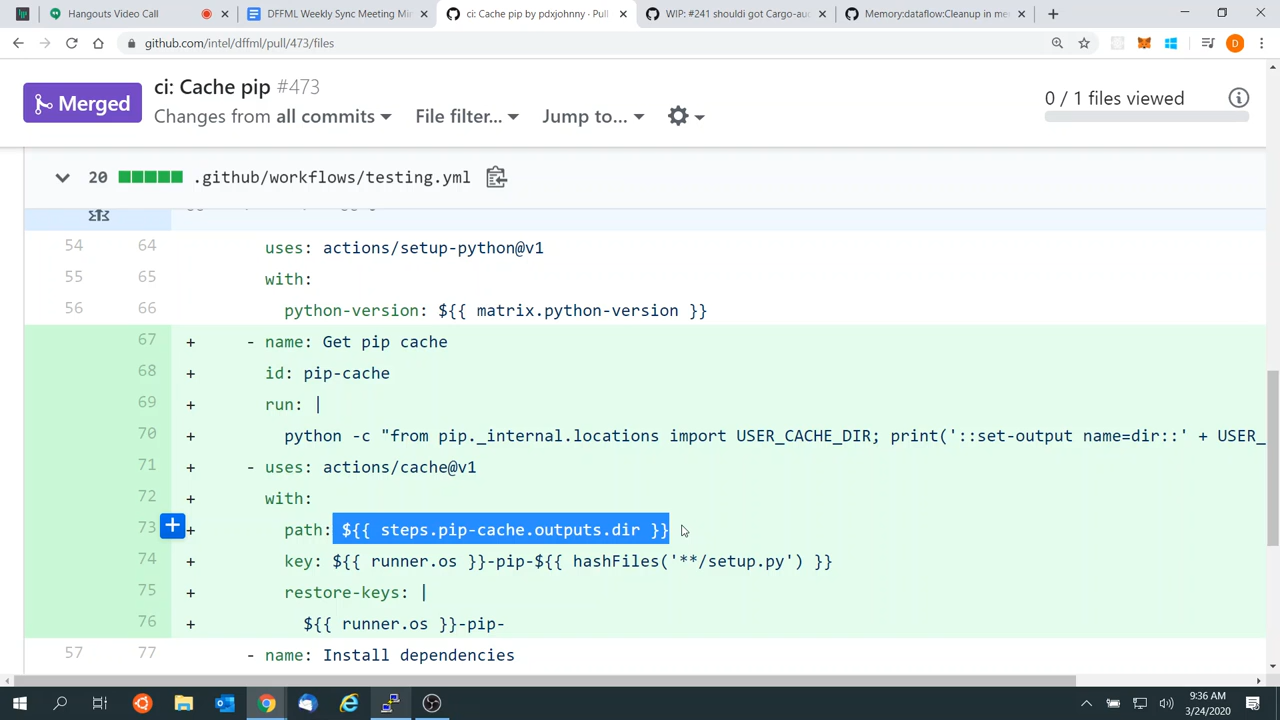 Hangouts Video Call
DFFML Weekly Sync Meeting Mi
ci: Cache pip by pdxjohnny · Pull
WIP: #241 shouldi got Cargo-au
Memory:dataflow:Cleanup in me
github.com/intel/dffml/pull/473/files
D
Merged
ci: Cache pip #473
Changes from all commits
File filter...
Jump to...
0 / 1 files viewed
20 .github/workflows/testing.yml
54 64 uses: actions/setup-python@v1
55 65 with:
56 66 python-version: ${{ matrix.python-version }}
67 + - name: Get pip cache
68 + id: pip-cache
69 + run: |
70 + python -c "from pip._internal.locations import USER_CACHE_DIR; print('::set-output name=dir::' + USER_
71 + - uses: actions/cache@v1
72 + with:
73 + path: ${{ steps.pip-cache.outputs.dir }}
74 + key: ${{ runner.os }}-pip-${{ hashFiles('**/setup.py') }}
75 + restore-keys: |
76 + ${{ runner.os }}-pip-
57 77 - name: Install dependencies
9:36 AM
3/24/2020